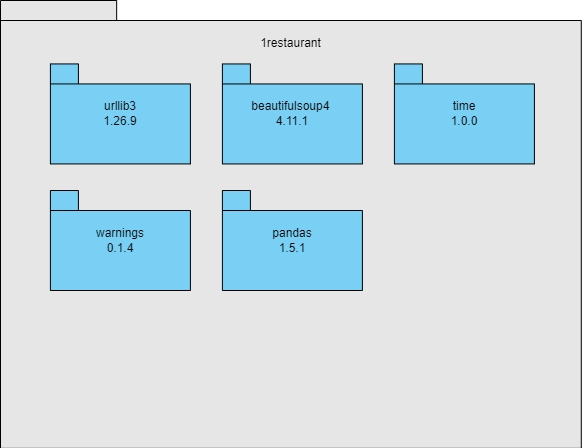 1restaurant
urllib3
1.26.9
beautifulsoup4
4.11.1
time
1.0.0
warnings
0.1.4
pandas
1.5.1